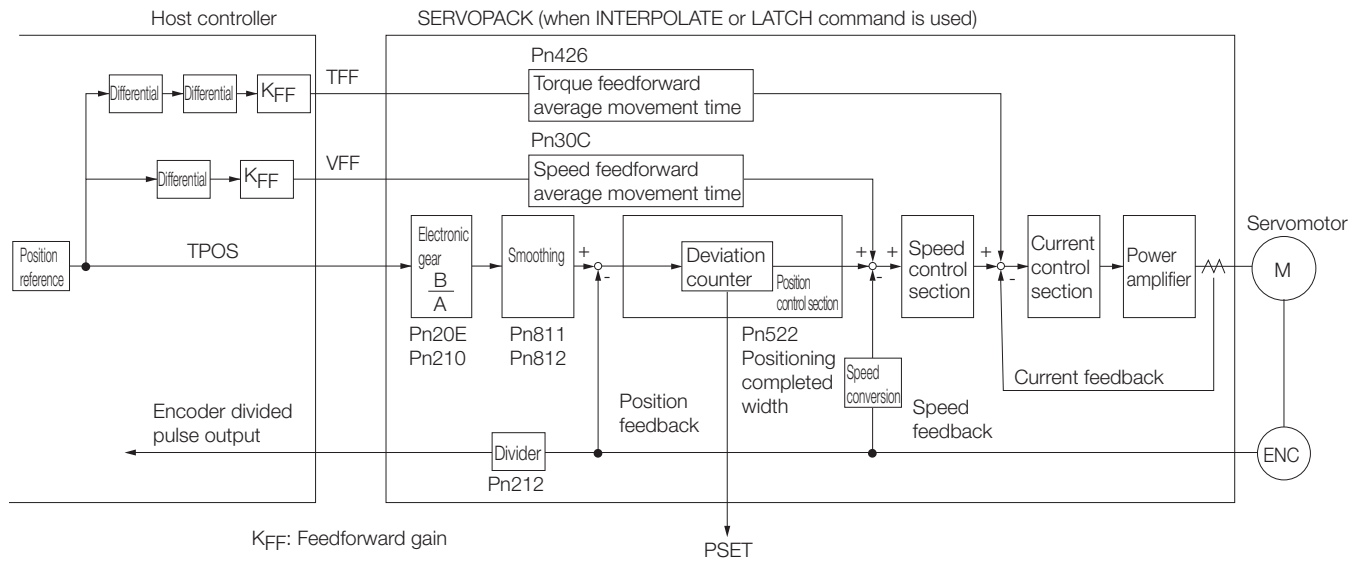 Host controller
SERVOPACK (when INTERPOLATE or LATCH command is used)
Pn426
TFF
Differential
Differential
KFF
Torque feedforward
average movement time
Pn30C
VFF
Differential
KFF
Speed feedforward
average movement time
Position
reference
TPOS
Electronic
gear
B
A
Pn20E
Pn210
Smoothing
Pn811
Pn812
+
-
Deviation
counter
Position
control section
Pn522
Positioning
completed
width
+
-
+
Speed
control
section
+
-
Current
control
section
Power
amplifier
Servomotor
M
Current feedback
Speed
conversion
Speed
feedback
Position
feedback
Encoder divided
pulse output
Divider
Pn212
ENC
KFF: Feedforward gain
PSET